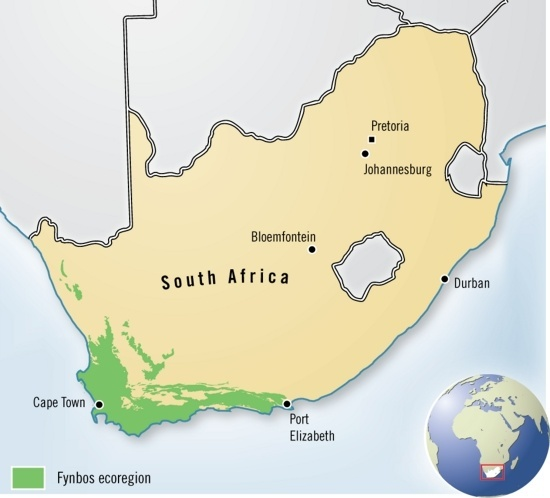 Pretoria
Johannesburg
Bloemfontein
South Africa
Durban
Cape Town
Port
Elizabeth
Fynbos ecoregion